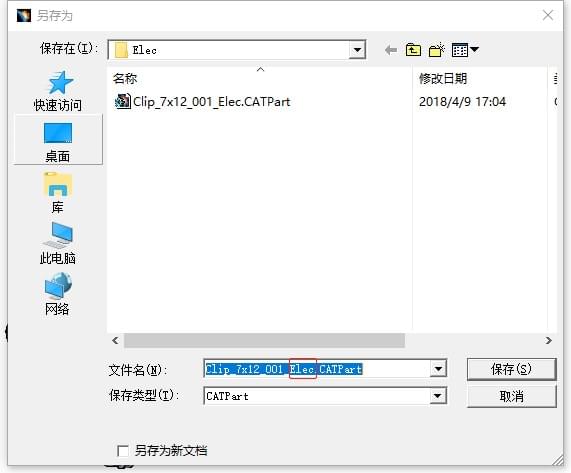 另存为
保存在(I):
Elec
快速访问
桌面
库
此电脑
网络
名称
修改日期
Clip_7x12_001_Elec.CATPart
2018/4/9 17:04
文件名(N):
Clip_7x12_001_Elec.CATPart
保存(S)
保存类型(T):
CATPart
取消
另存为新文档